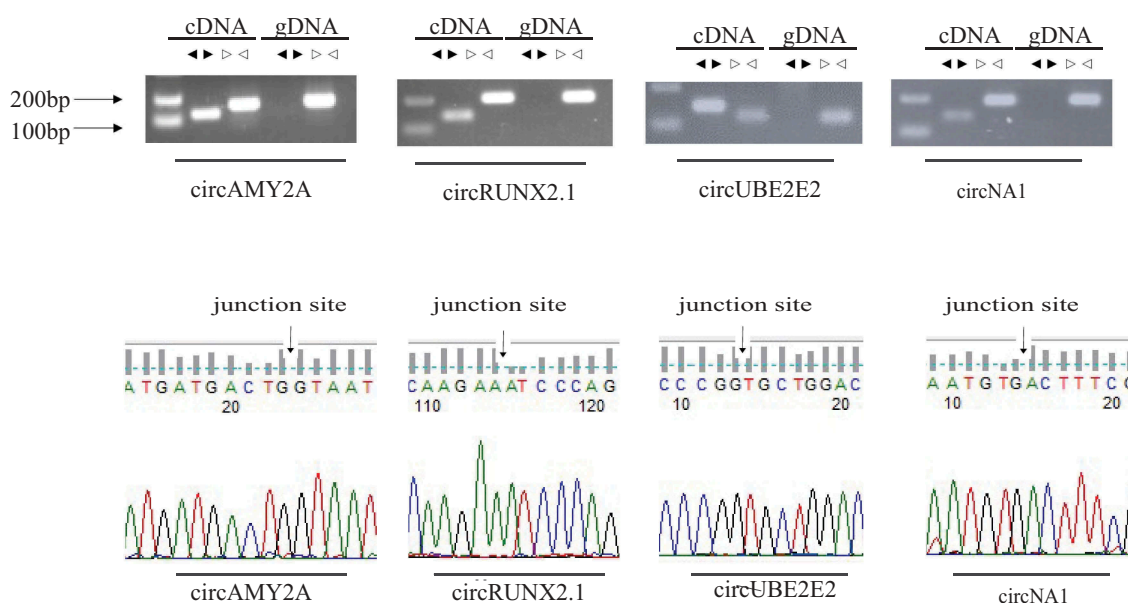 cDNA gDNA
cDNA gDNA
cDNA gDNA
cDNA gDNA
200bp
100bp
circAMY2A
circRUNX2.1
circUBE2E2
circNA1
junction site
junction site
junction site
junction site
ATGATGACTGGTAAT
20
CAAGAAATCCCAG
110 120
CCCGGTGCTGGAC
10 20
AATGTGACTTTCG
10 20
circAMY2A
circRUNX2.1
circUBE2E2
circNA1